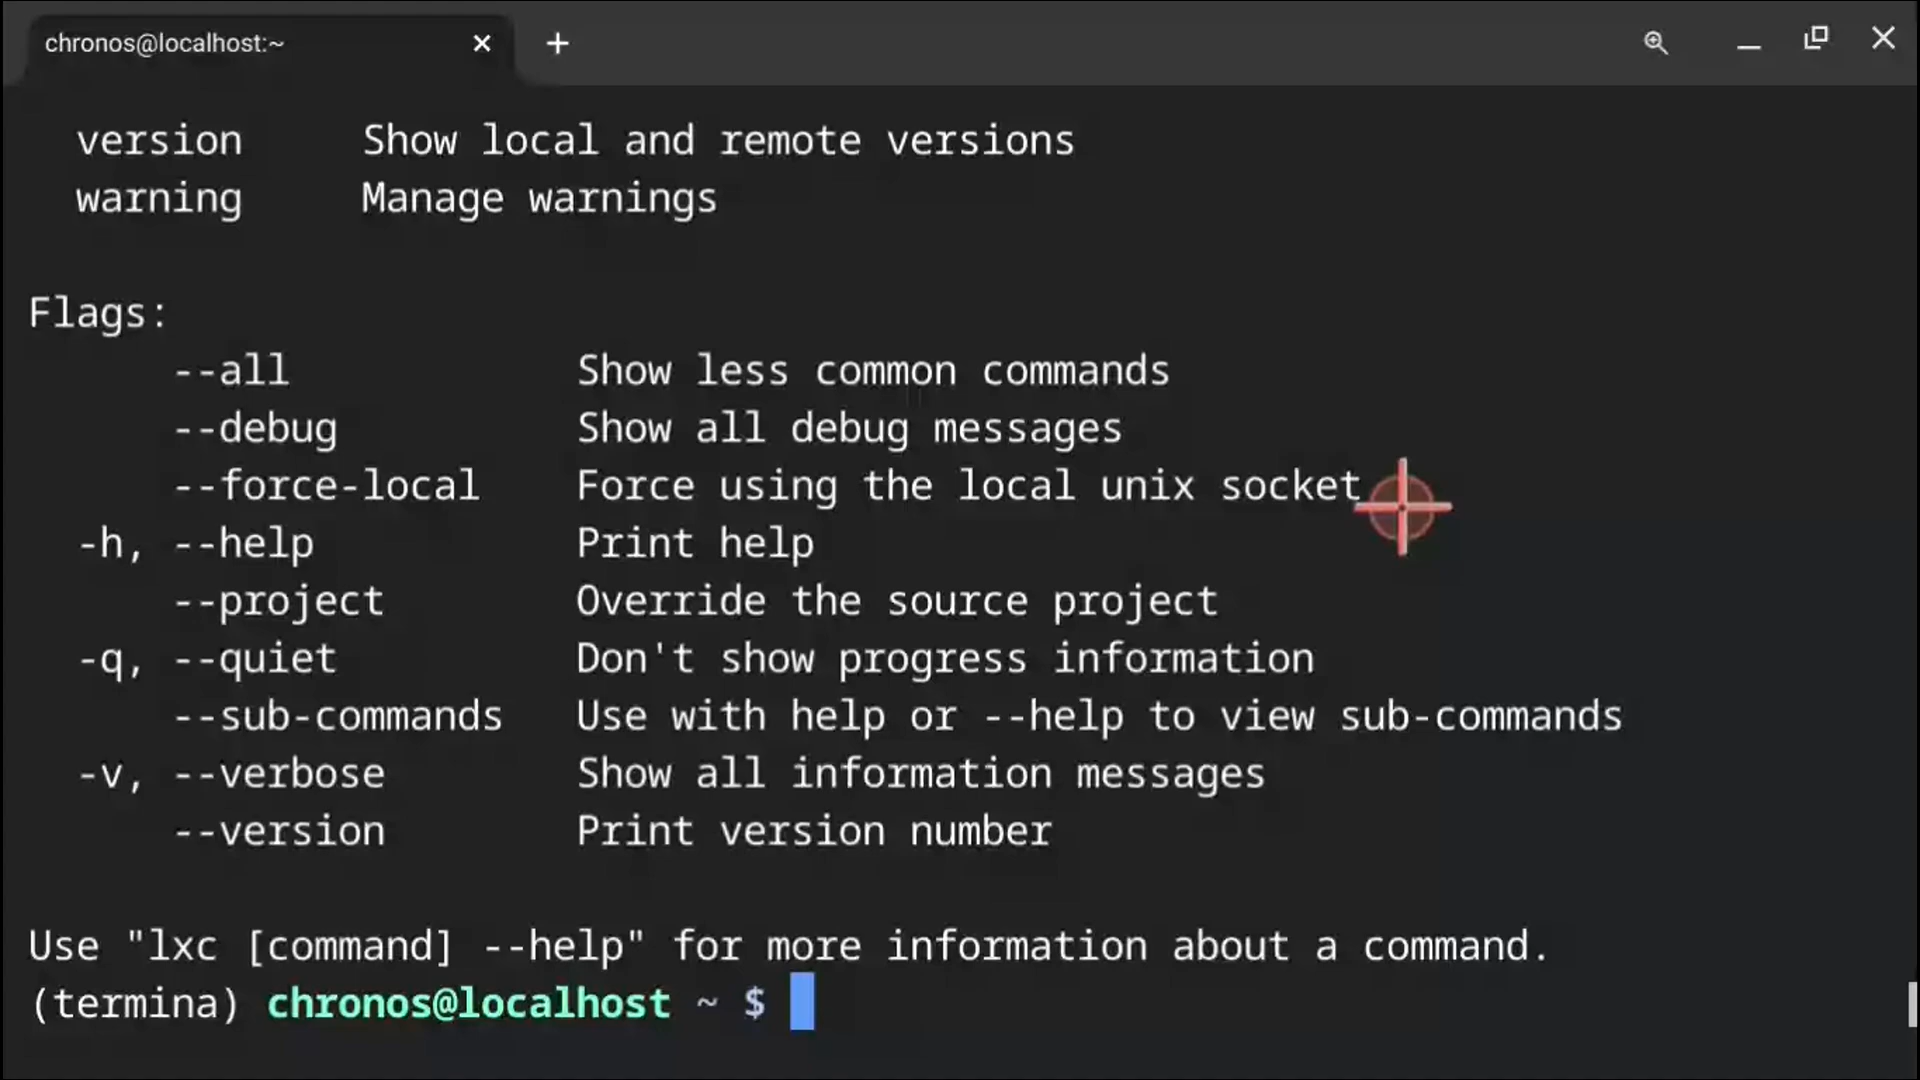 chronos@localhost:~
version     Show local and remote versions
warning     Manage warnings
Flags:
--all            Show less common commands
--debug          Show all debug messages
--force-local    Force using the local unix socket
-h, --help           Print help
--project        Override the source project
-q, --quiet          Don't show progress information
--sub-commands   Use with help or --help to view sub-commands
-v, --verbose        Show all information messages
--version        Print version number
Use "lxc [command] --help" for more information about a command.
(termina) chronos@localhost ~ $